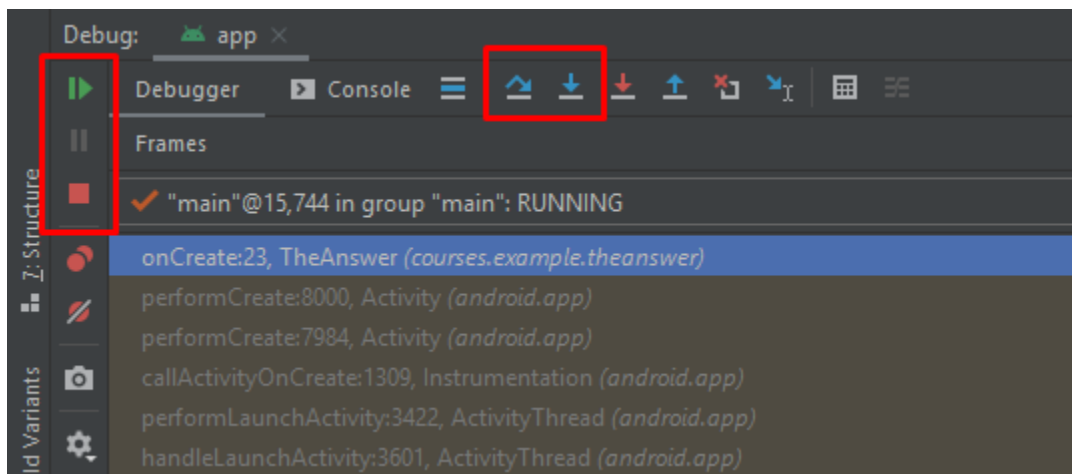 Debug: app
Debugger Console
Frames
"main"@15,744 in group "main": RUNNING
onCreate:23, TheAnswer (courses.example.theanswer)
performCreate:8000, Activity (android.app)
performCreate:7984, Activity (android.app)
callActivityOnCreate:1309, Instrumentation (android.app)
performLaunchActivity:3422, ActivityThread (android.app)
handleLaunchActivity:3601, ActivityThread (android.app)
7: Structure
ld Variants